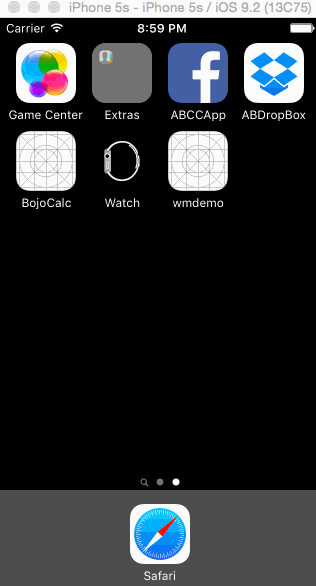 iPhone 5s - iPhone 5s / iOS 9.2 (13C75)
Carrier 8:59 PM
Game Center Extras ABCCApp ABDropBox
BojoCalc Watch wmdemo
Safari